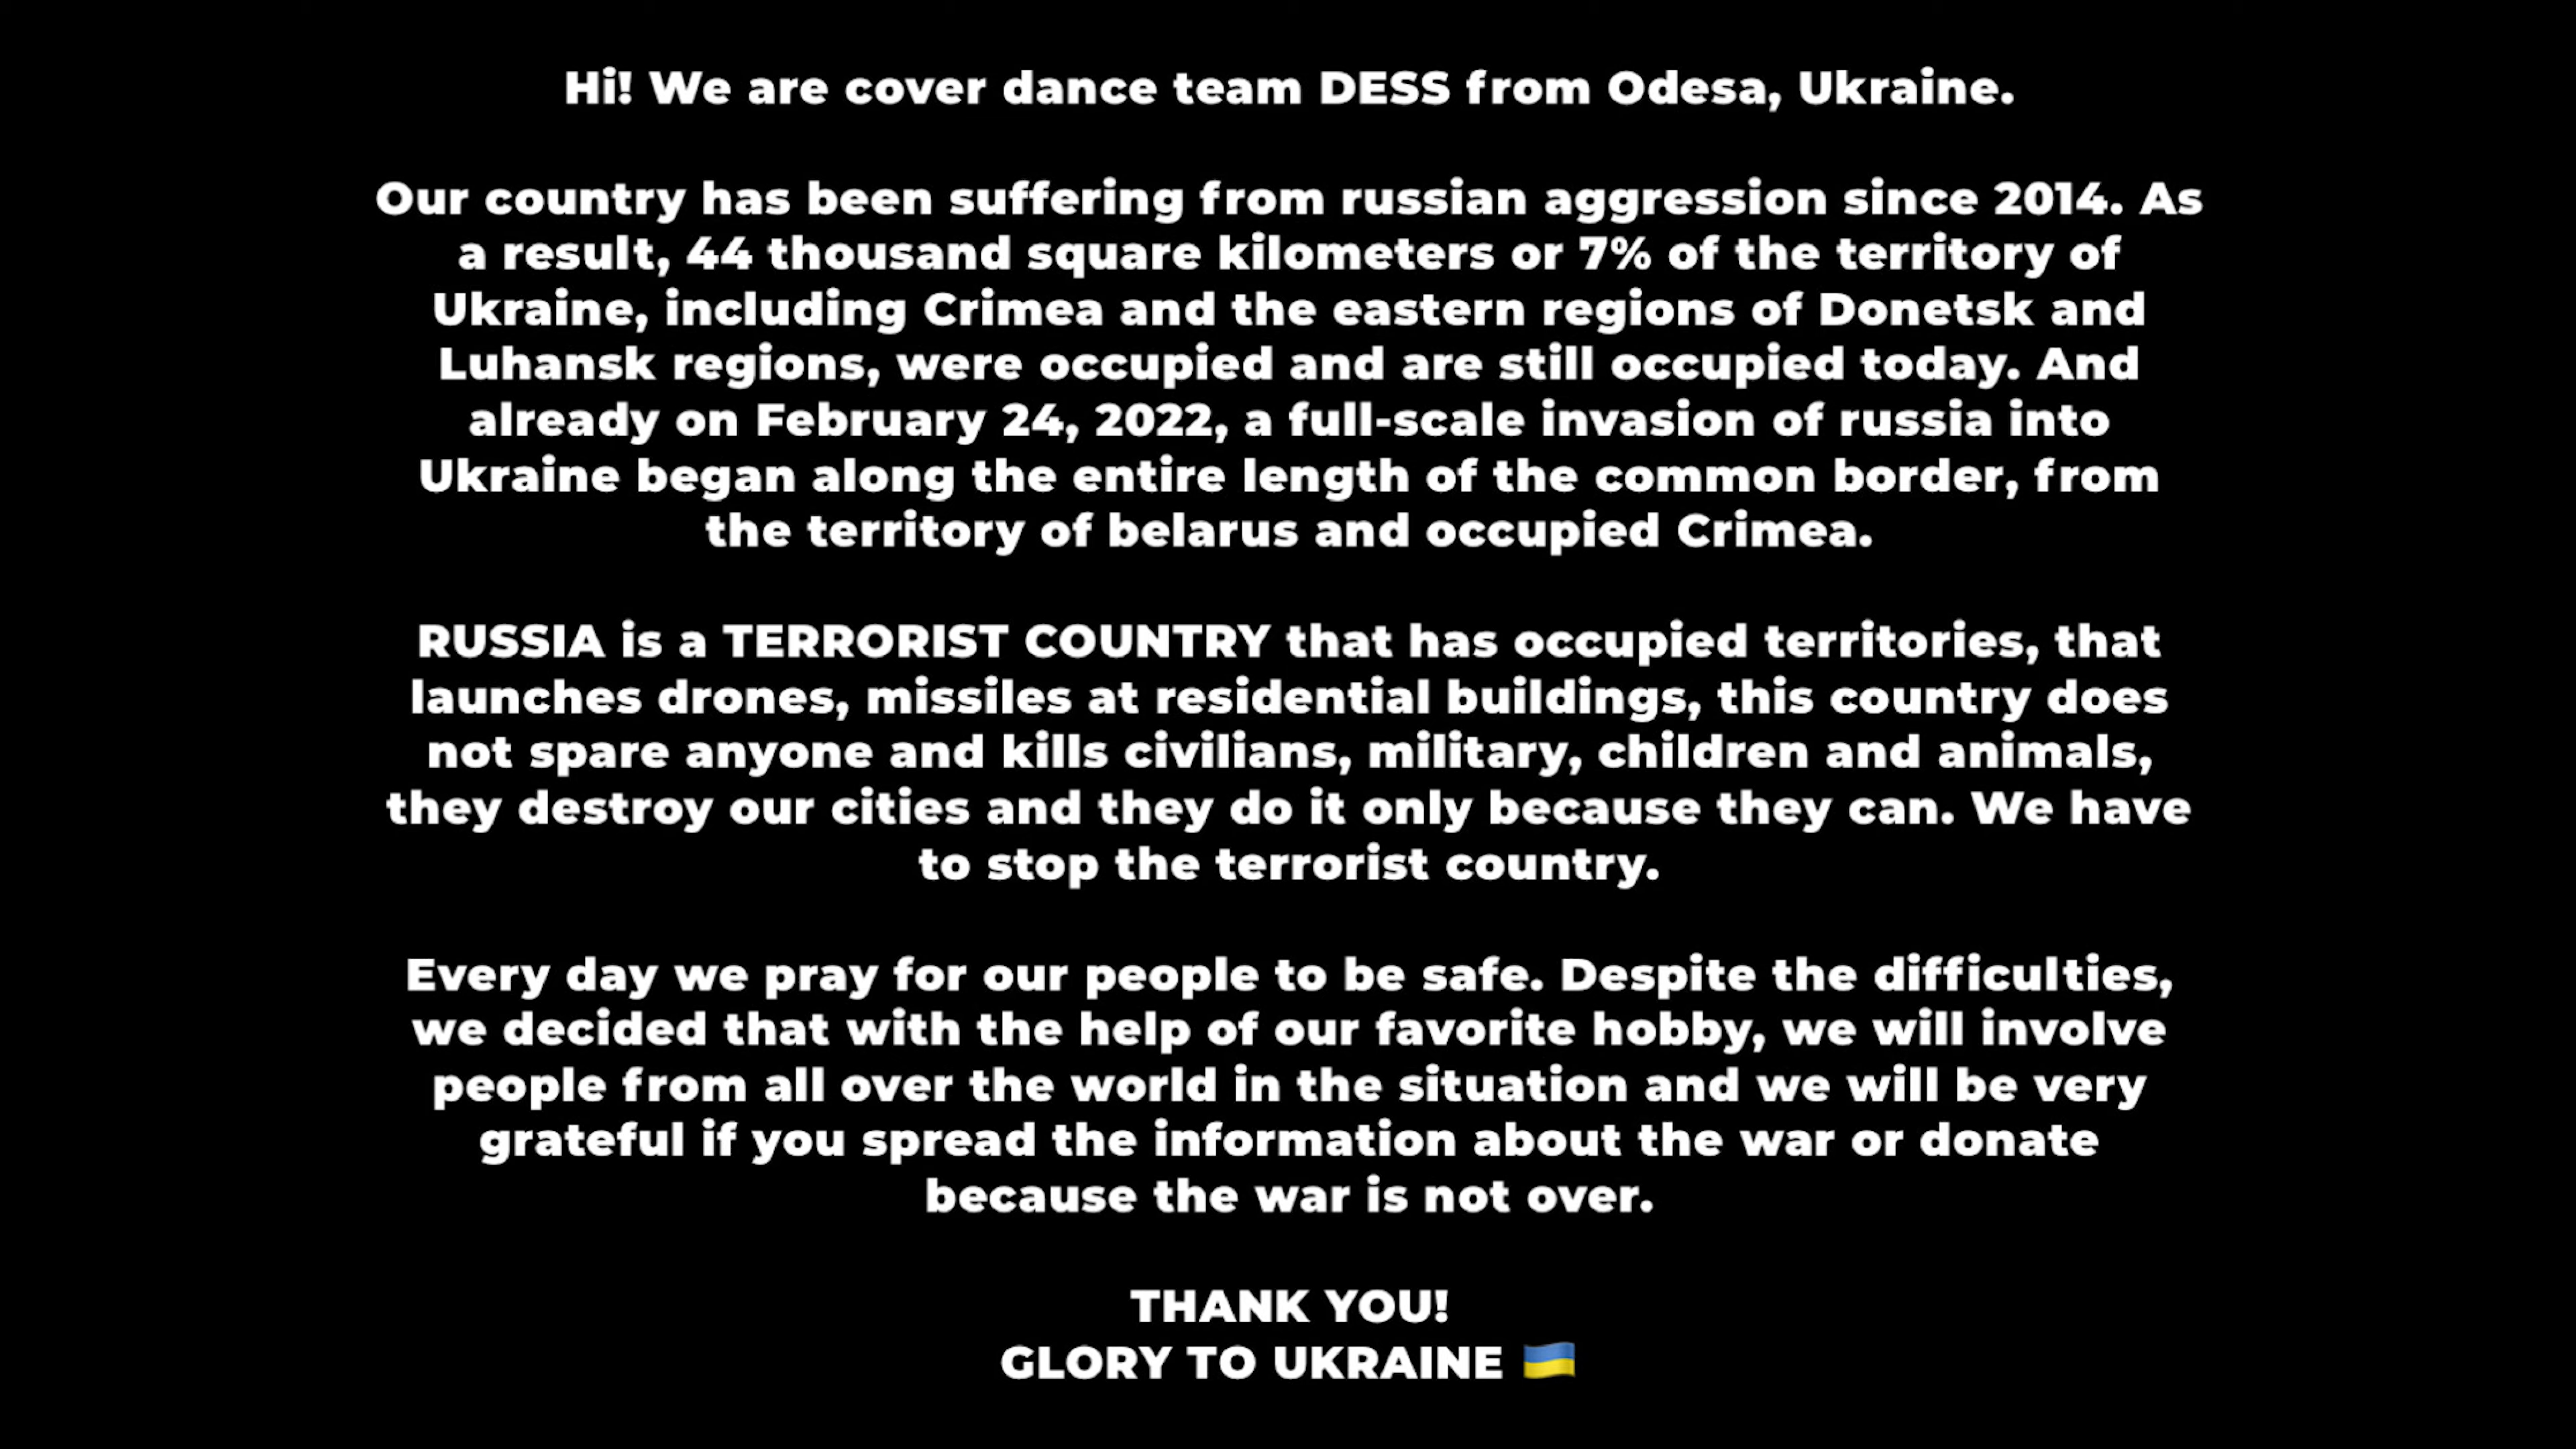 Hi! We are cover dance team DESS from Odesa, Ukraine.
Our country has been suffering from russian aggression since 2014. As
a result, 44 thousand square kilometers or 7% of the territory of
Ukraine, including Crimea and the eastern regions of Donetsk and
Luhansk regions, were occupied and are still occupied today. And
already on February 24, 2022, a full-scale invasion of russia into
Ukraine began along the entire length of the common border, from
the territory of belarus and occupied Crimea.
RUSSIA is a TERRORIST COUNTRY that has occupied territories, that
launches drones, missiles at residential buildings, this country does
not spare anyone and kills civilians, military, children and animals,
they destroy our cities and they do it only because they can. We have
to stop the terrorist country.
Every day we pray for our people to be safe. Despite the difficulties,
we decided that with the help of our favorite hobby, we will involve
people from all over the world in the situation and we will be very
grateful if you spread the information about the war or donate
because the war is not over.
THANK YOU!
GLORY TO UKRAINE 🇺🇦